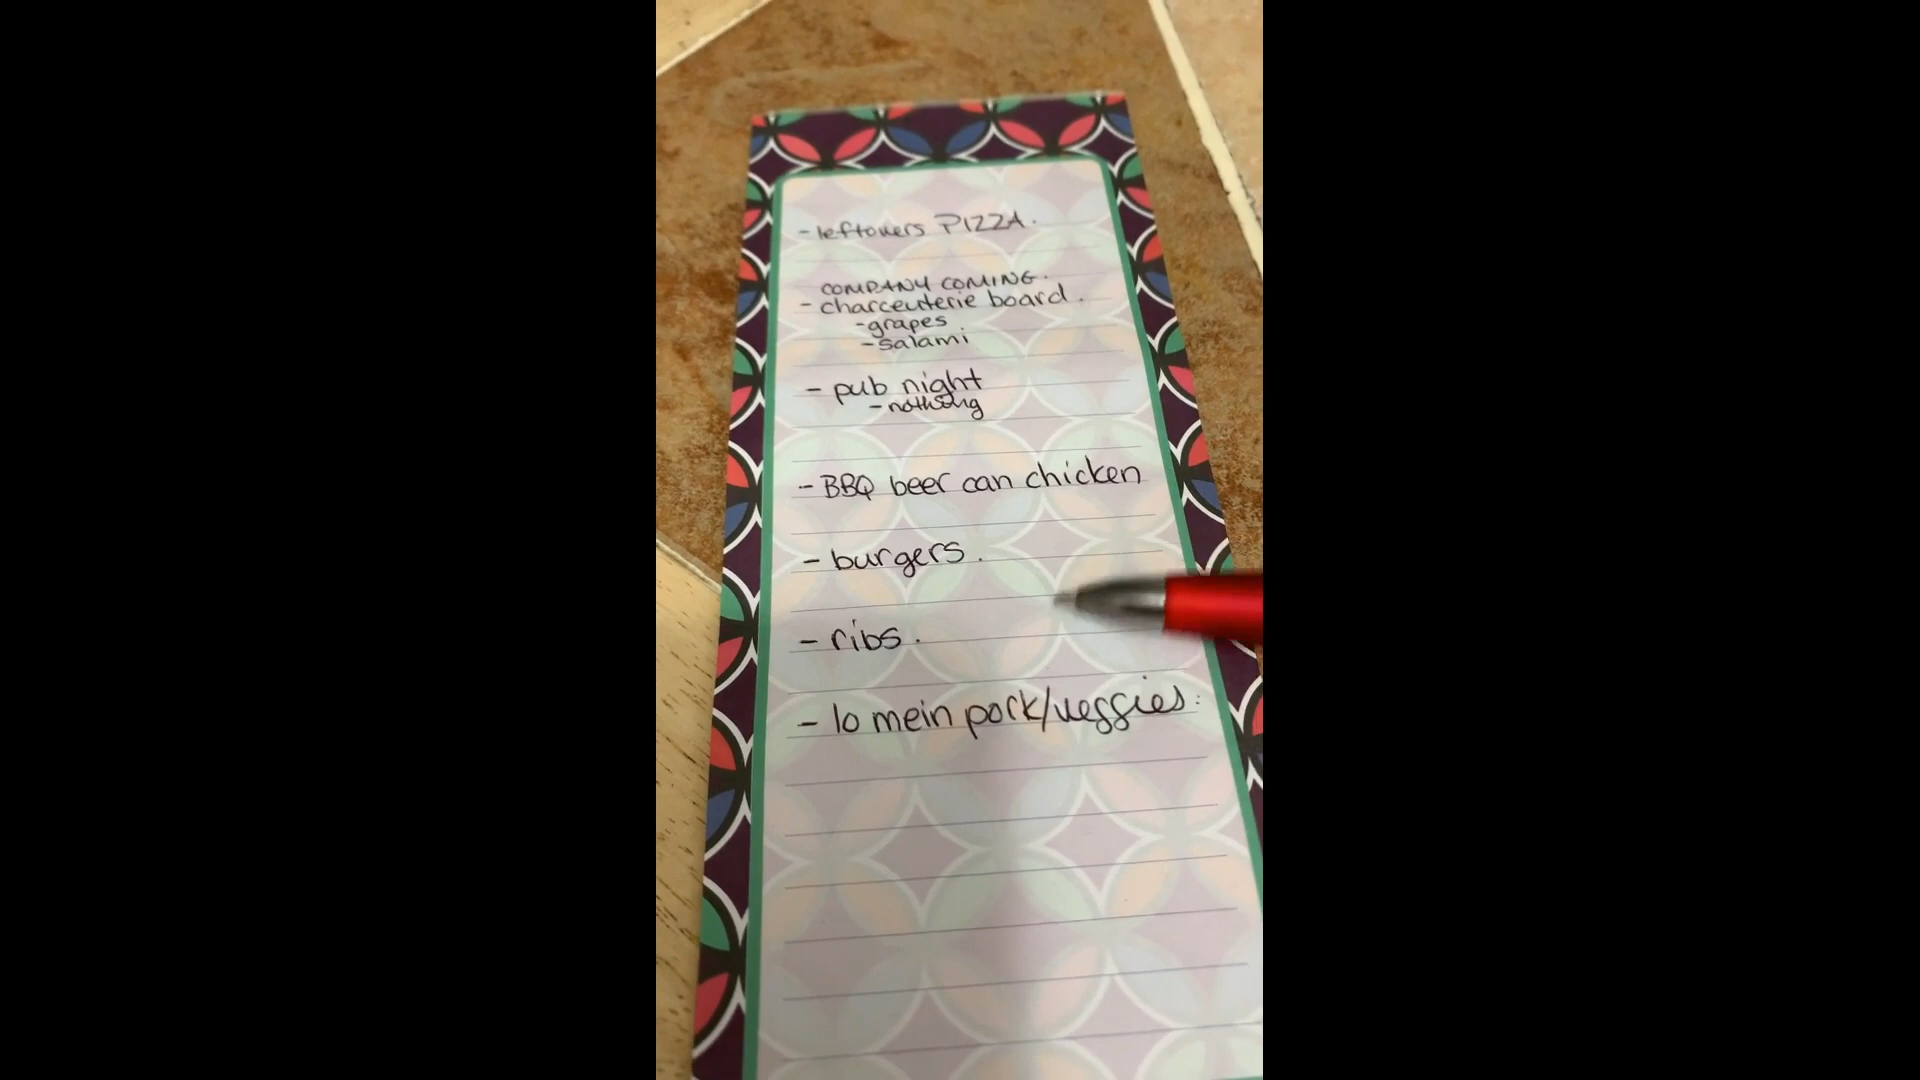 - leftovers PIZZA.
COMPANY COMING.
- charceuterie board.
- grapes
- salami
- pub night
- nothing
- BBQ beer can chicken
- burgers.
- ribs.
- lo mein pork/veggies.